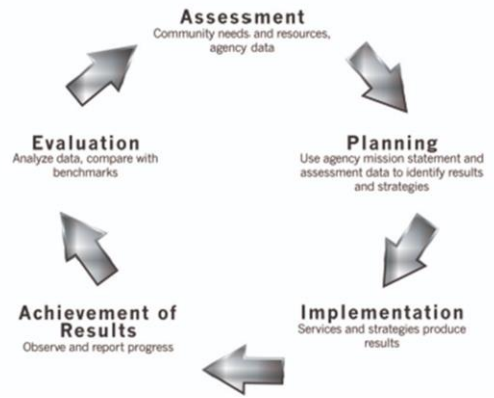 Assessment
Community needs and resources,
agency data
Evaluation
Analyze data, compare with
benchmarks
Planning
Use agency mission statement and
assessment data to identify results
and strategies
Achievement of
Results
Observe and report progress
Implementation
Services and strategies produce
results